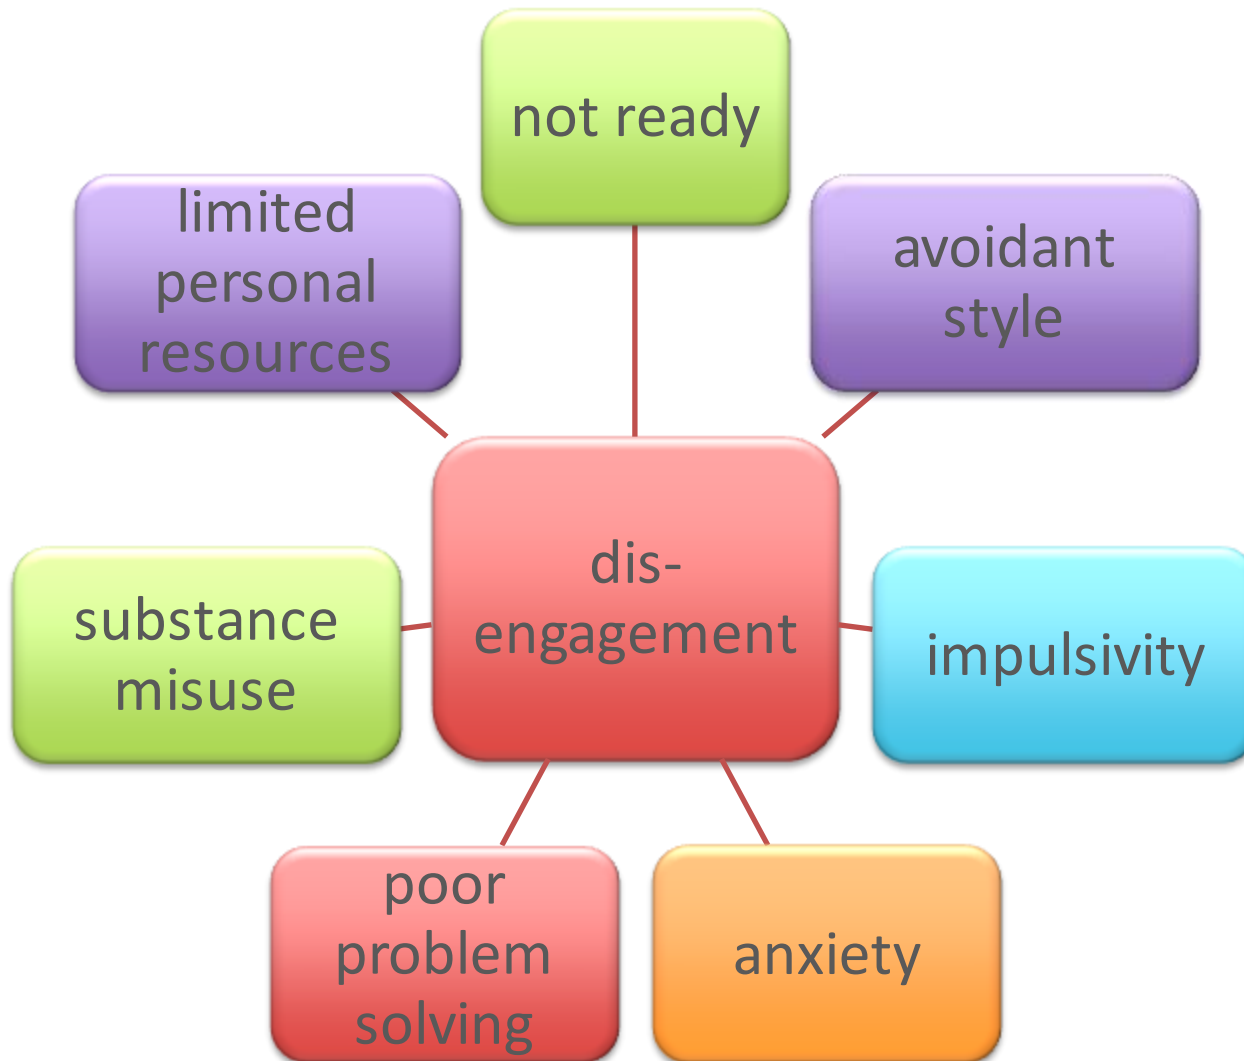 not ready
limited
personal
resources
avoidant
style
dis-
engagement
substance
misuse
impulsivity
poor
problem
solving
anxiety